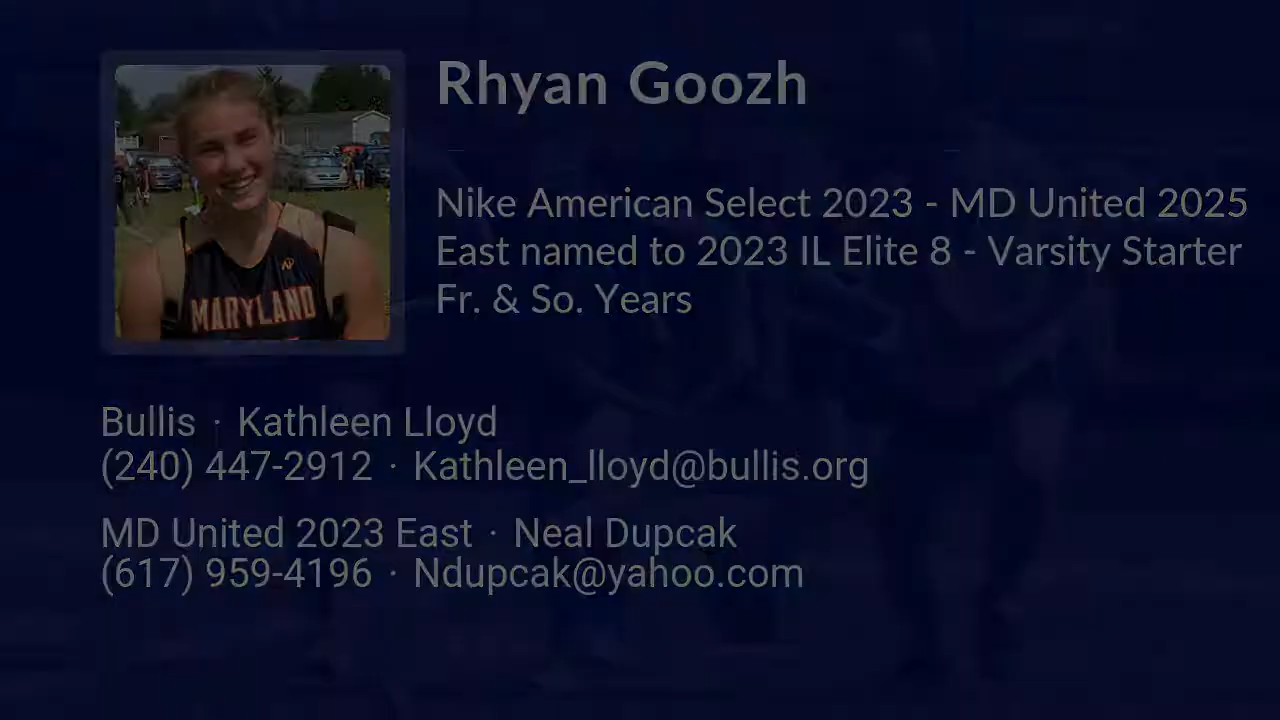 Rhyan Goozh
Nike American Select 2023 - MD United 2025
East named to 2023 IL Elite 8 - Varsity Starter
Fr. & So. Years
MARYLAND
Bullis · Kathleen Lloyd
(240) 447-2912 · Kathleen_lloyd@bullis.org
MD United 2023 East · Neal Dupcak
(617) 959-4196 · Ndupcak@yahoo.com